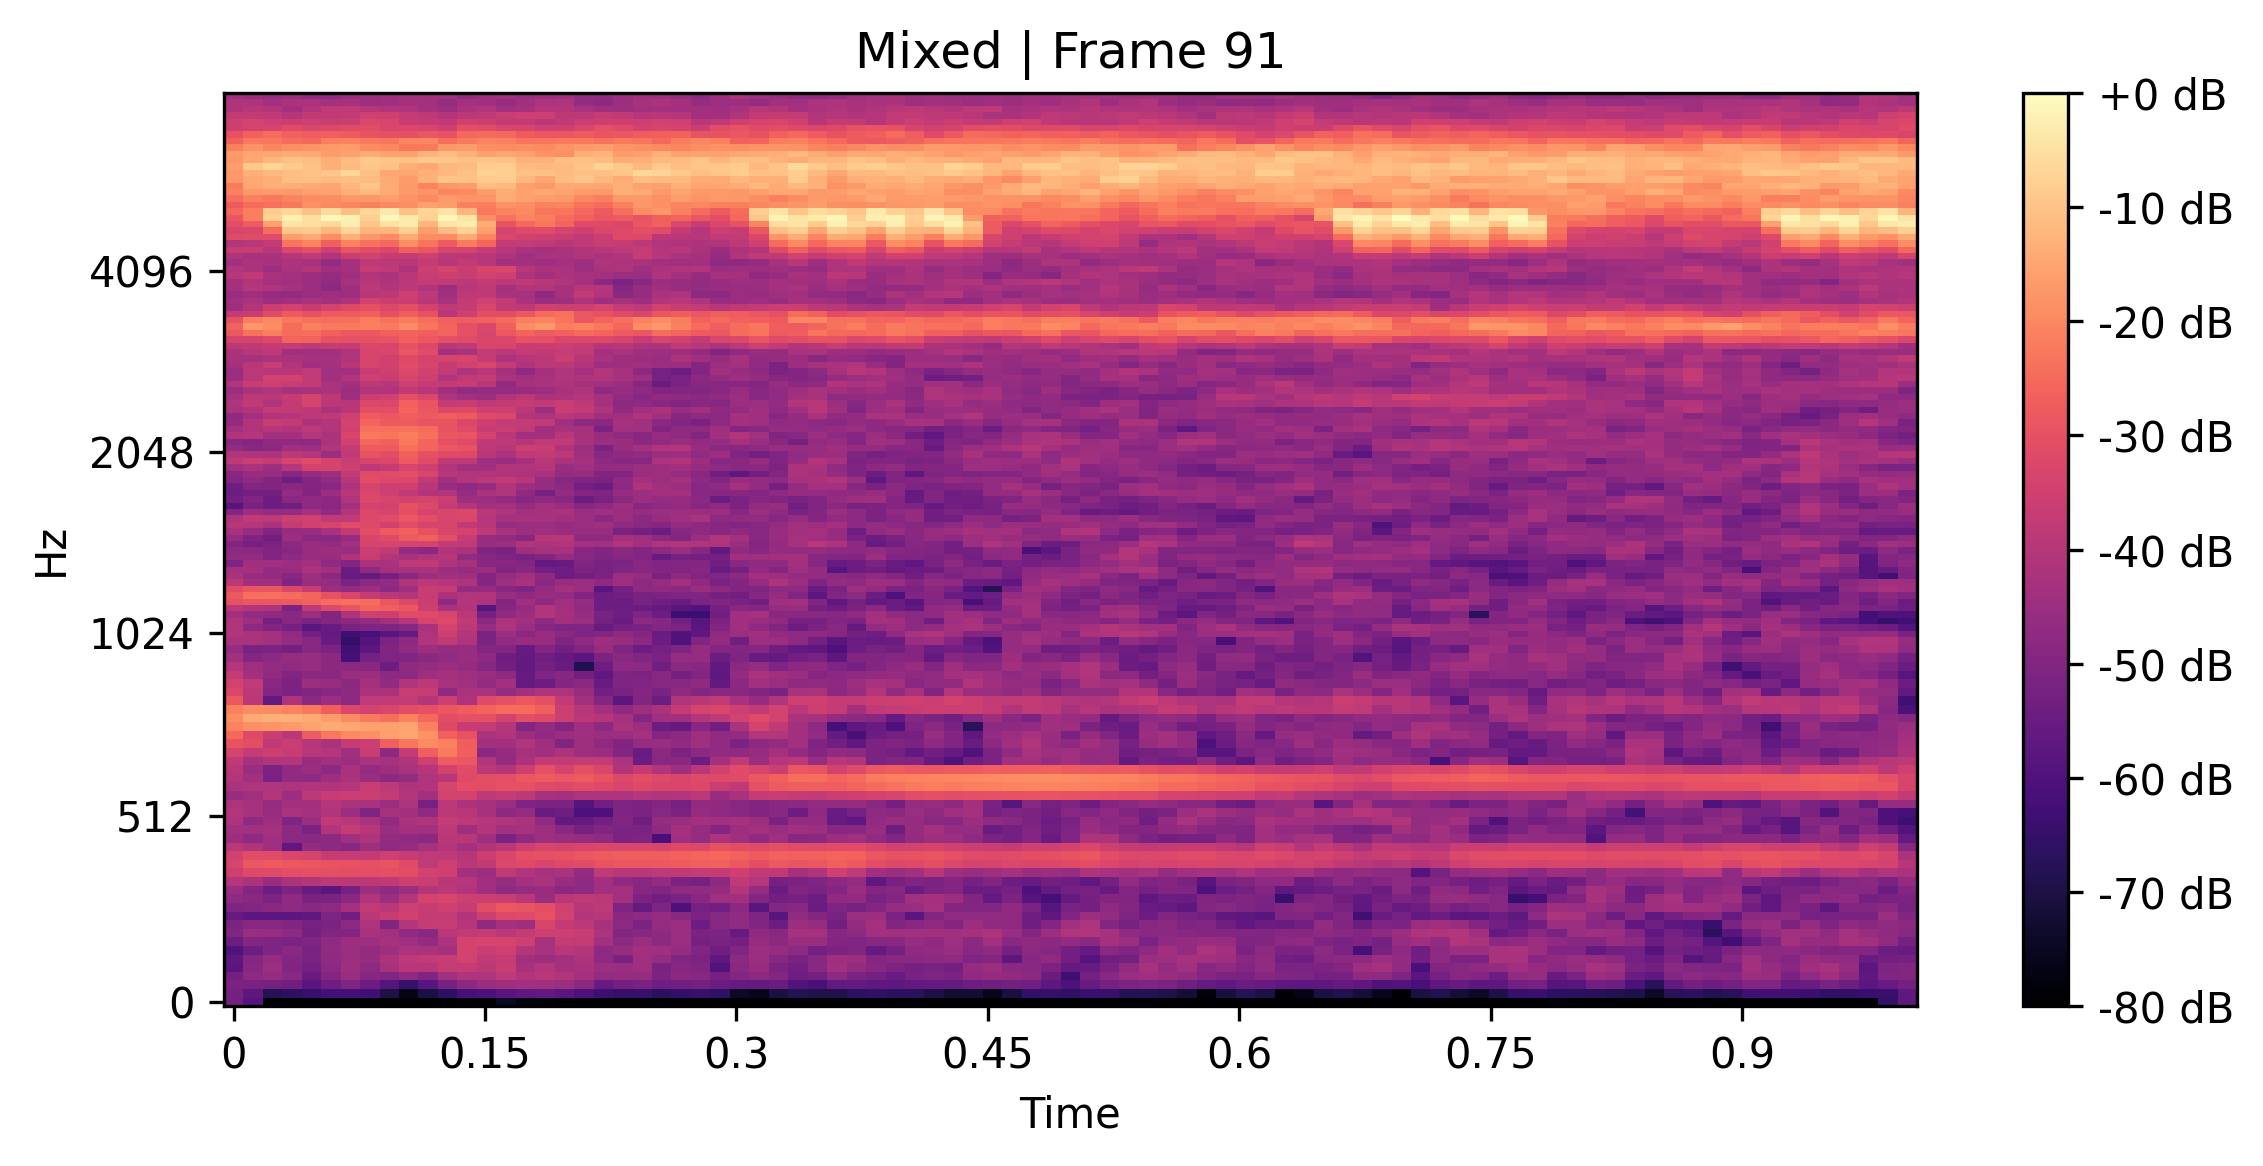 Mixed | Frame 91
+0 dB
-10 dB
-20 dB
-30 dB
-40 dB
-50 dB
-60 dB
-70 dB
-80 dB
Hz
4096
2048
1024
512
0
0 0.15 0.3 0.45 0.6 0.75 0.9
Time